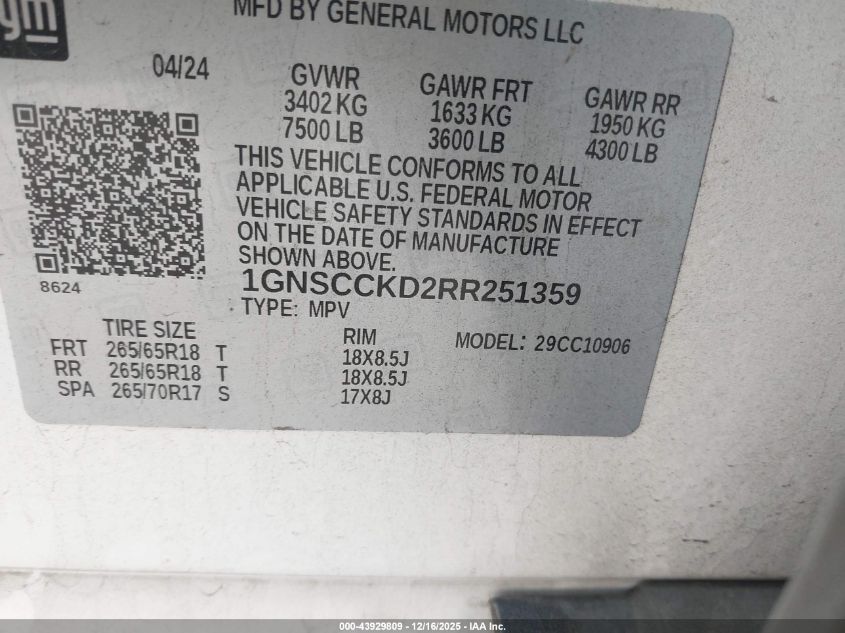 gm
MFD BY GENERAL MOTORS LLC
04/24
GVWR GAWR FRT GAWR RR
3402 KG 1633 KG 1950 KG
7500 LB 3600 LB 4300 LB
THIS VEHICLE CONFORMS TO ALL
APPLICABLE U.S. FEDERAL MOTOR
VEHICLE SAFETY STANDARDS IN EFFECT
ON THE DATE OF MANUFACTURE
SHOWN ABOVE.
8624
1GNSCCKD2RR251359
TYPE: MPV
TIRE SIZE RIM MODEL: 29CC10906
FRT 265/65R18 T 18X8.5J
RR 265/65R18 T 18X8.5J
SPA 265/70R17 S 17X8J
000-43929809 - 12/16/2025 - IAA Inc.